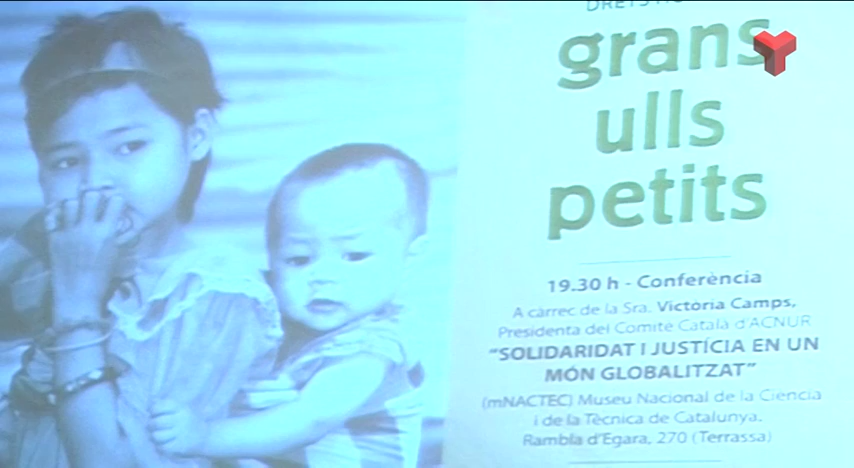 grans
ulls
petits
19.30 h - Conferència
A càrrec de la Sra. Victòria Camps,
Presidenta del Comitè Català d'ACNUR
"SOLIDARIDAT I JUSTÍCIA EN UN
MÓN GLOBALITZAT"
(mNACTEC) Museu Nacional de la Ciència
i de la Tècnica de Catalunya.
Rambla d'Egara, 270 (Terrassa)